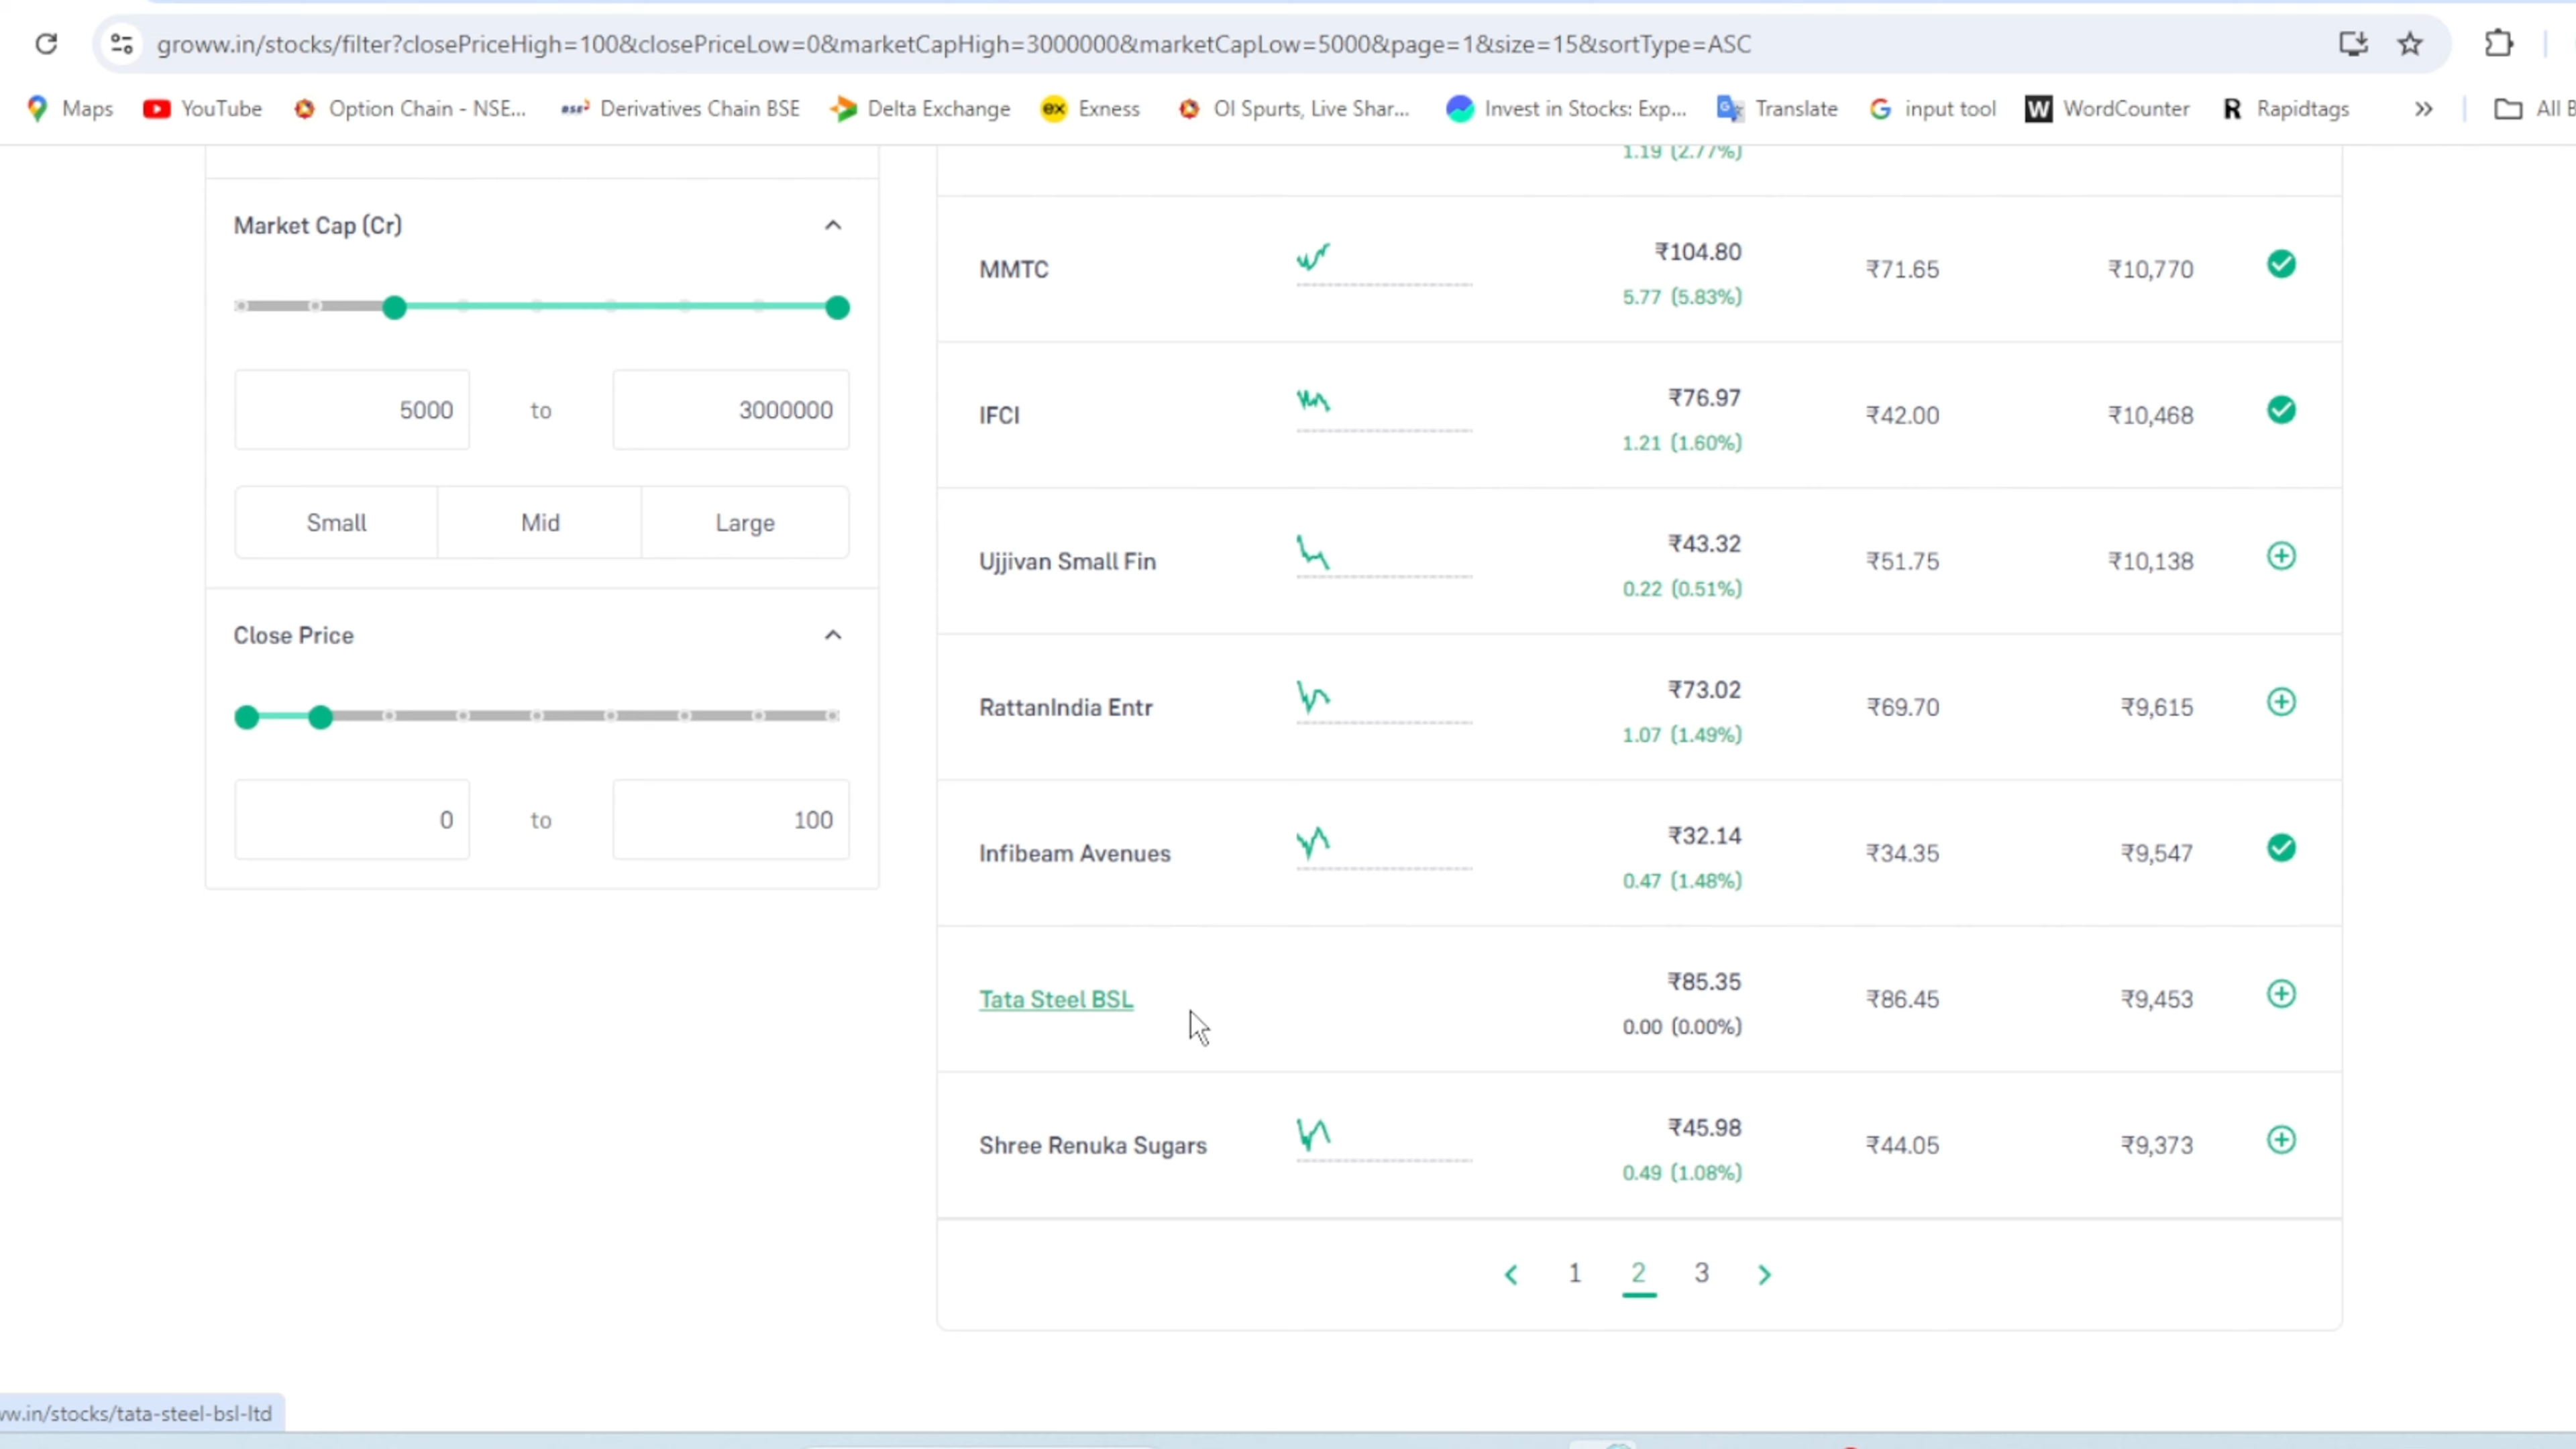 groww.in/stocks/filter?closePriceHigh=100&closePriceLow=0&marketCapHigh=3000000&marketCapLow=5000&page=1&size=15&sortType=ASC
Maps YouTube Option Chain - NSE... Derivatives Chain BSE Delta Exchange Exness OI Spurts, Live Shar... Invest in Stocks: Exp... Translate input tool WordCounter Rapidtags » All B
1.19 (2.77%)
Market Cap (Cr)
5000 to 3000000
Small Mid Large
Close Price
0 to 100
MMTC ₹104.80 ₹71.65 ₹10,770
5.77 (5.83%)
IFCI ₹76.97 ₹42.00 ₹10,468
1.21 (1.60%)
Ujjivan Small Fin ₹43.32 ₹51.75 ₹10,138
0.22 (0.51%)
RattanIndia Entr ₹73.02 ₹69.70 ₹9,615
1.07 (1.49%)
Infibeam Avenues ₹32.14 ₹34.35 ₹9,547
0.47 (1.48%)
Tata Steel BSL ₹85.35 ₹86.45 ₹9,453
0.00 (0.00%)
Shree Renuka Sugars ₹45.98 ₹44.05 ₹9,373
0.49 (1.08%)
1 2 3
ww.in/stocks/tata-steel-bsl-ltd